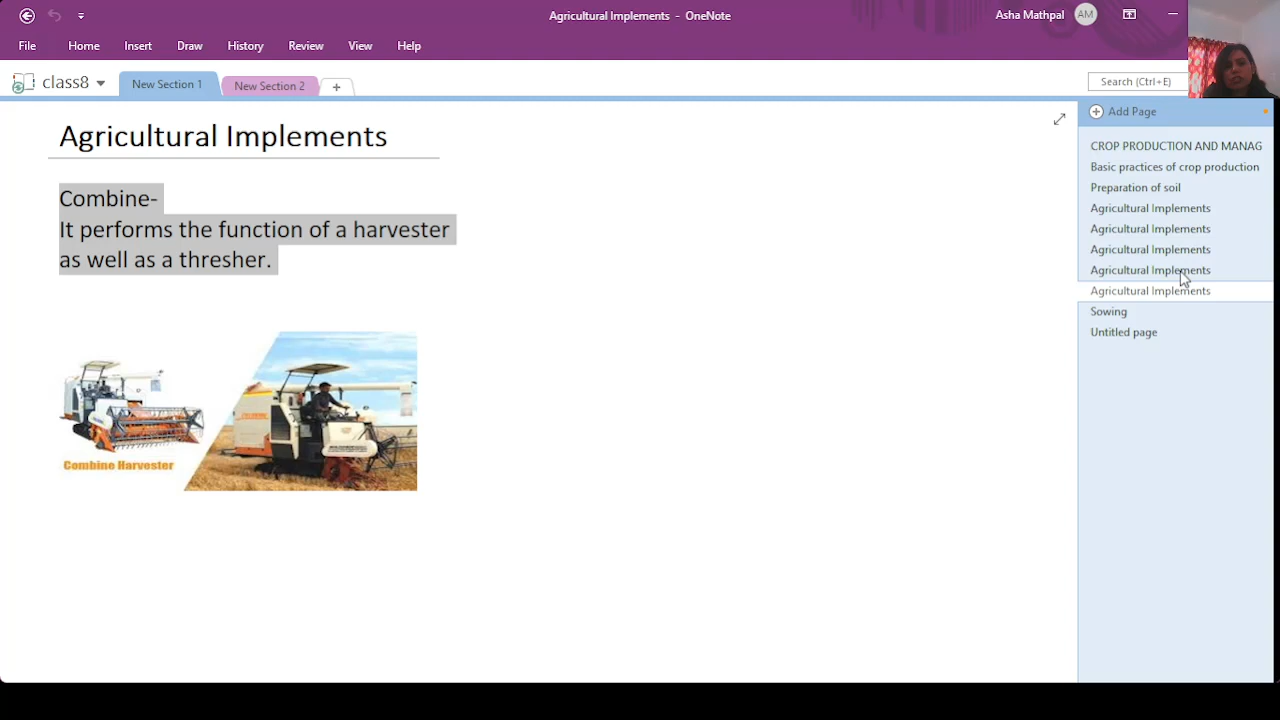 Agricultural Implements - OneNote
Asha Mathpal AM
File Home Insert Draw History Review View Help
class8 New Section 1 New Section 2 +
Search (Ctrl+E)
Agricultural Implements
Combine-
It performs the function of a harvester
as well as a thresher.
Combine Harvester
Add Page
CROP PRODUCTION AND MANAG
Basic practices of crop production
Preparation of soil
Agricultural Implements
Agricultural Implements
Agricultural Implements
Agricultural Implements
Agricultural Implements
Sowing
Untitled page